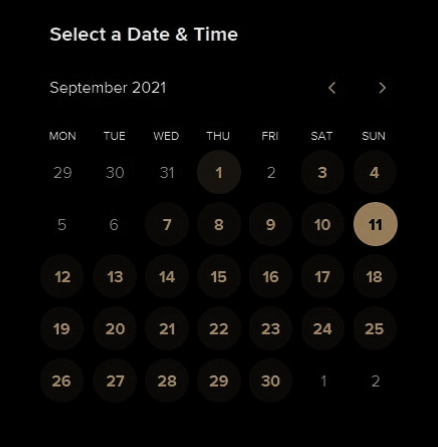 Select a Date & Time
September 2021
MON TUE WED THU FRI SAT SUN
29 30 31 1 2 3 4
5 6 7 8 9 10 11
12 13 14 15 16 17 18
19 20 21 22 23 24 25
26 27 28 29 30 1 2